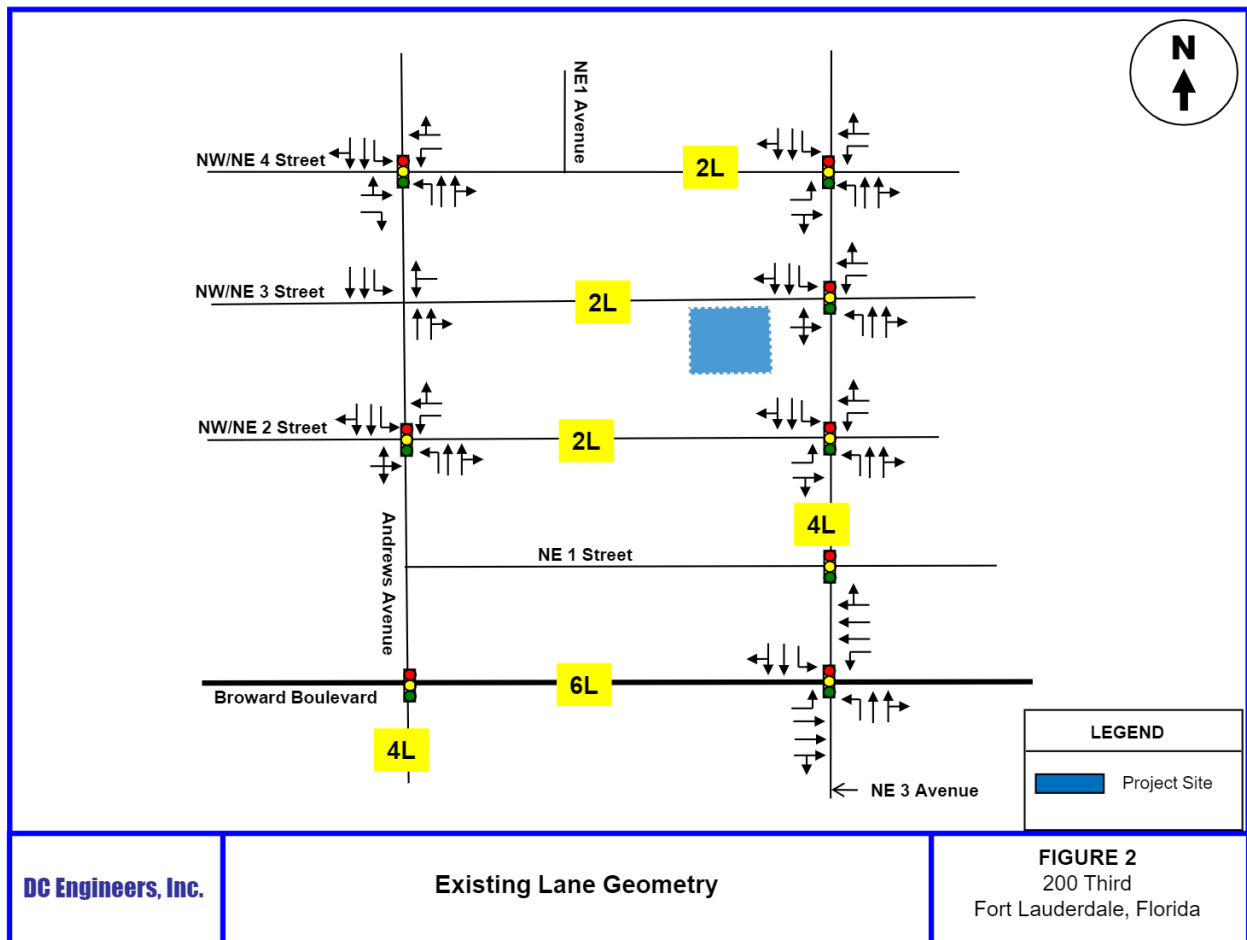 N
NE1 Avenue
NW/NE 4 Street
2L
NW/NE 3 Street
2L
NW/NE 2 Street
2L
Andrews Avenue
4L
NE 1 Street
Broward Boulevard
6L
4L
NE 3 Avenue
LEGEND
Project Site
DC Engineers, Inc.
Existing Lane Geometry
FIGURE 2
200 Third
Fort Lauderdale, Florida